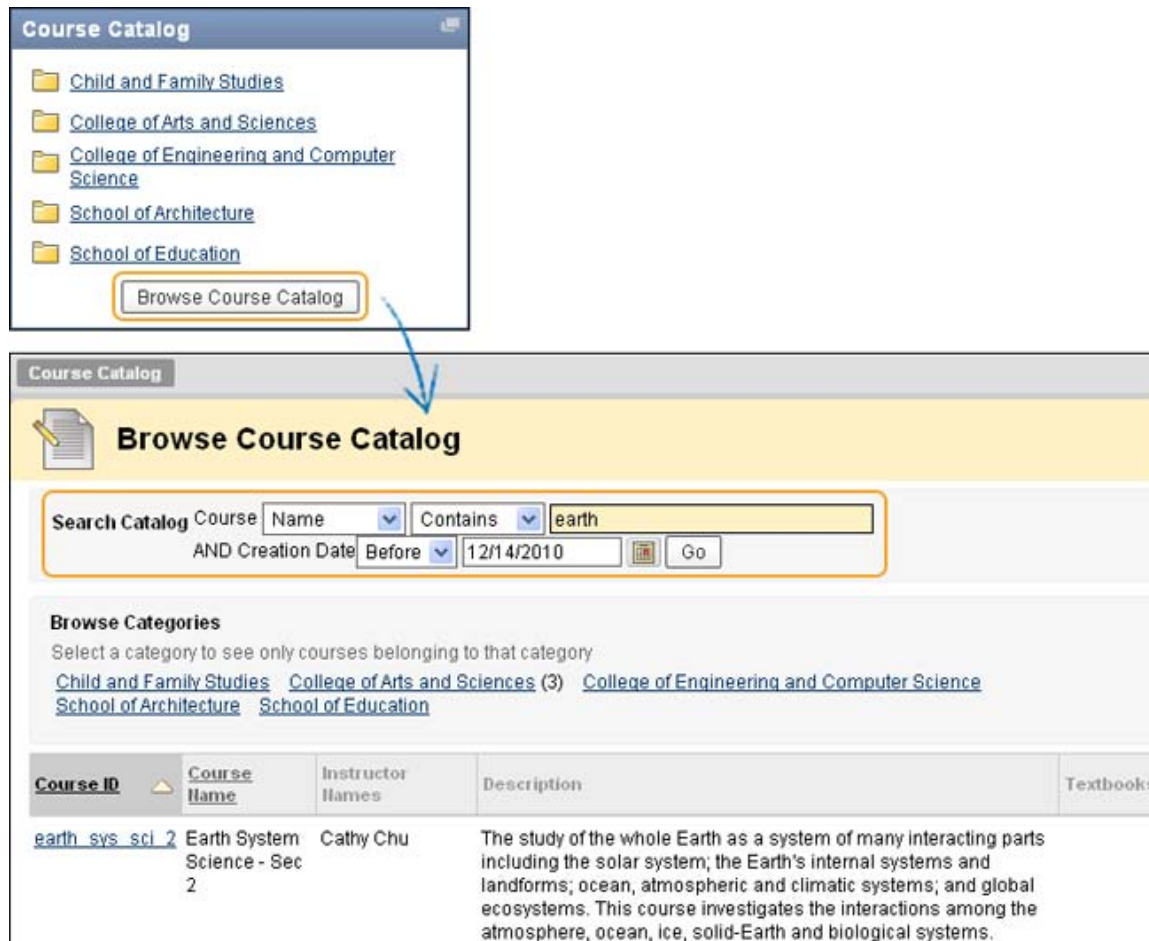 Course Catalog
Child and Family Studies
College of Arts and Sciences
College of Engineering and Computer
Science
School of Architecture
School of Education
Browse Course Catalog
Course Catalog
Browse Course Catalog
Search Catalog Course Name Contains earth
AND Creation Date Before 12/14/2010 Go
Browse Categories
Select a category to see only courses belonging to that category
Child and Family Studies College of Arts and Sciences (3) College of Engineering and Computer Science
School of Architecture School of Education
Course ID Course Name Instructor Names Description Textbooks
earth_sys_sci_2 Earth System Cathy Chu The study of the whole Earth as a system of many interacting parts
Science - Sec including the solar system; the Earth's internal systems and
2 landforms; ocean, atmospheric and climatic systems; and global
ecosystems. This course investigates the interactions among the
atmosphere, ocean, ice, solid-Earth and biological systems.